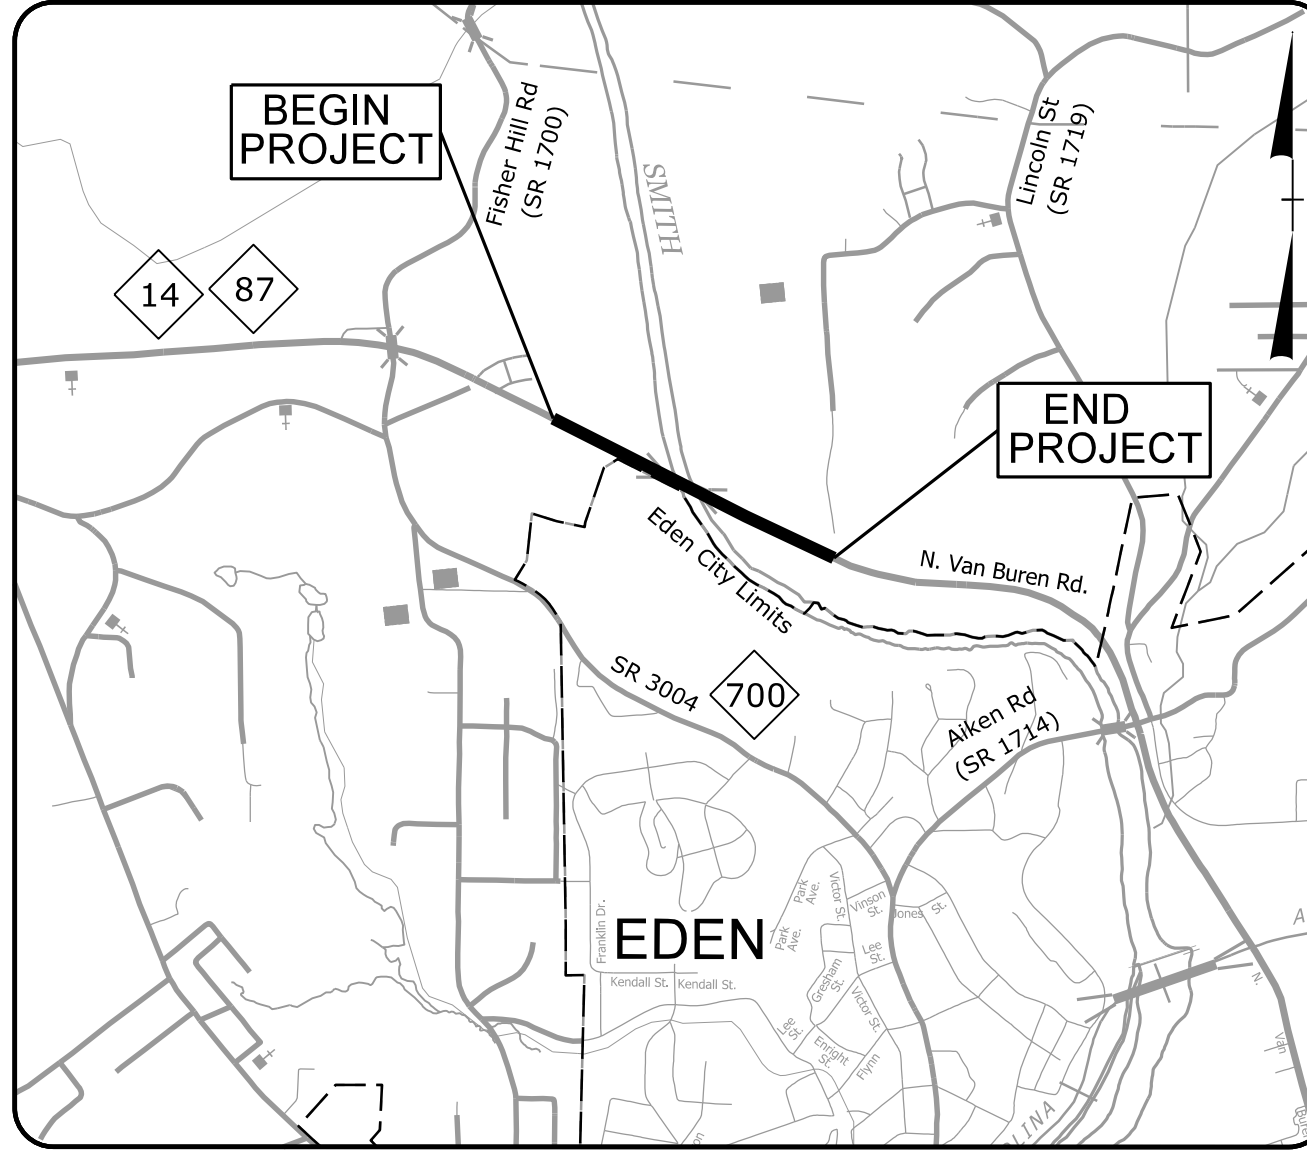 BEGIN
PROJECT
Fisher Hill Rd
(SR 1700)
SMITH
Lincoln St
(SR 1719)
14
87
END
PROJECT
Eden City Limits
N. Van Buren Rd.
SR 3004
700
Aiken Rd
(SR 1714)
Park
Ave.
Victor St.
Vinson
St.
Jones St.
Franklin Dr.
EDEN
Park
Ave.
Lee
St.
Gresham
St.
Kendall St.
Kendall St.
Victor St.
Lee
St.
Enright
St.
Flynn
N.
Van